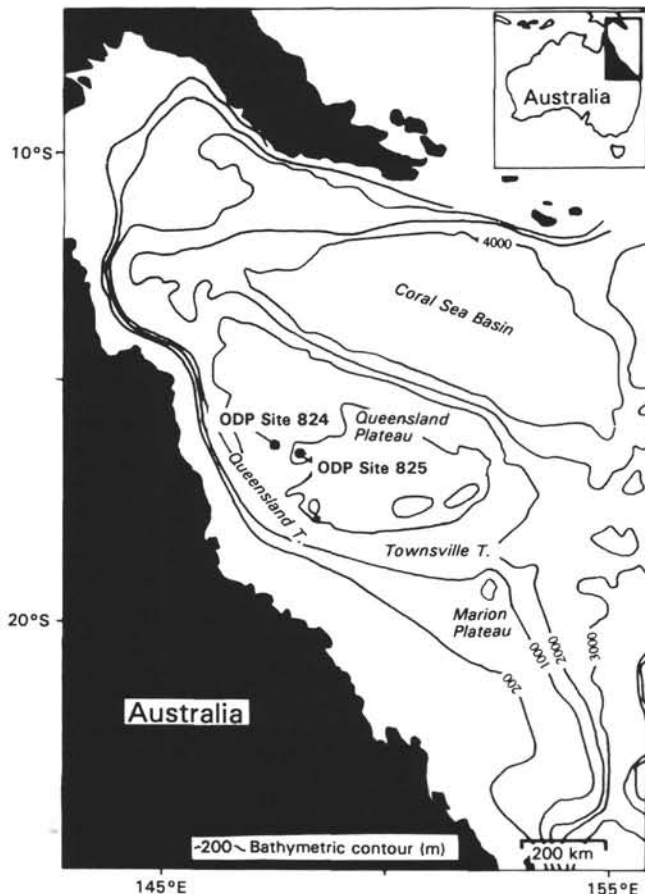 Australia
10°S
4000
Coral Sea Basin
ODP Site 824
Queensland
Plateau
ODP Site 825
Queensland T.
Townsville T.
20°S
Marion
Plateau
200
1000
2000
3000
Australia
~200~ Bathymetric contour (m)
200 km
145°E
155°E